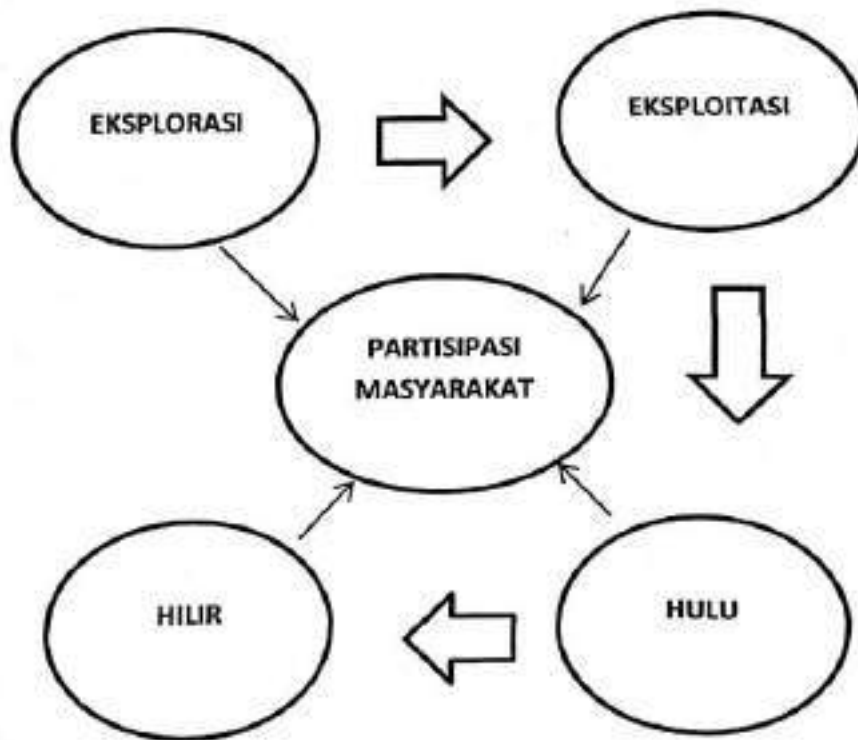 EKSPLORASI
EKSPLOITASI
PARTISIPASI
MASYARAKAT
HILIR
HULU